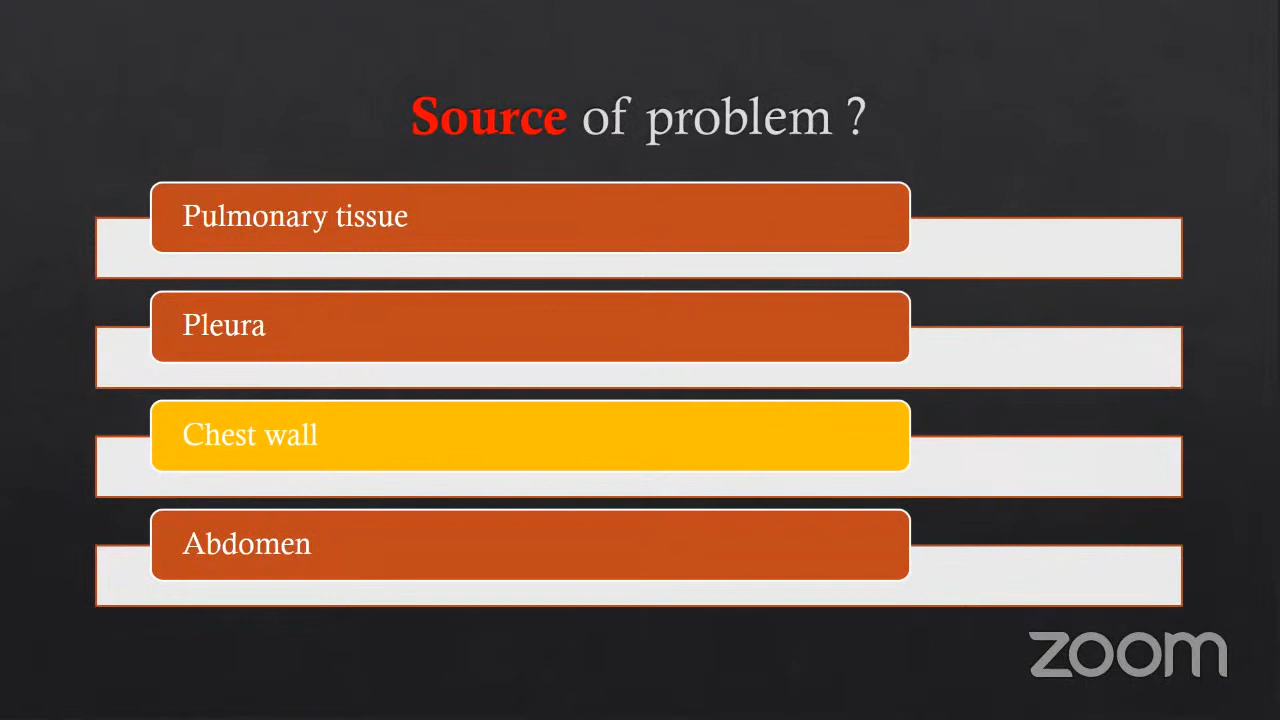 Source of problem ?
Pulmonary tissue
Pleura
Chest wall
Abdomen
zoom